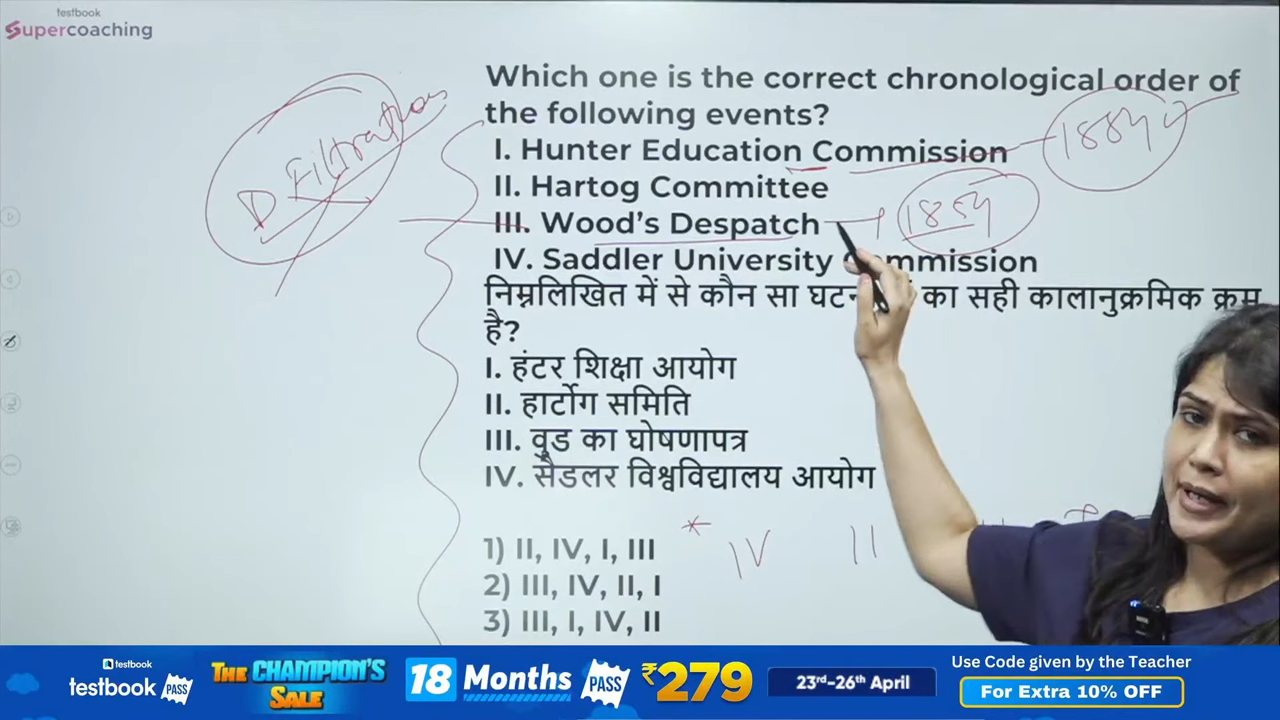 testbook
Supercoaching
Which one is the correct chronological order of
the following events?
I. Hunter Education Commission
1884
II. Hartog Committee
D Filtration
III. Wood's Despatch
1854
IV. Saddler University Commission
निम्नलिखित में से कौन सा का सही कालानुक्रमिक क्रम
है?
I. हंटर शिक्षा आयोग
II. हार्टोग समिति
III. वुड का घोषणापत्र
IV. सैडलर विश्वविद्यालय आयोग
* IV II
1) II, IV, I, III
2) III, IV, II, I
3) III, I, IV, II
testbook
testbook PASS
THE CHAMPION'S SALE
18 Months PASS ₹279
23rd-26th April
Use Code given by the Teacher
For Extra 10% OFF